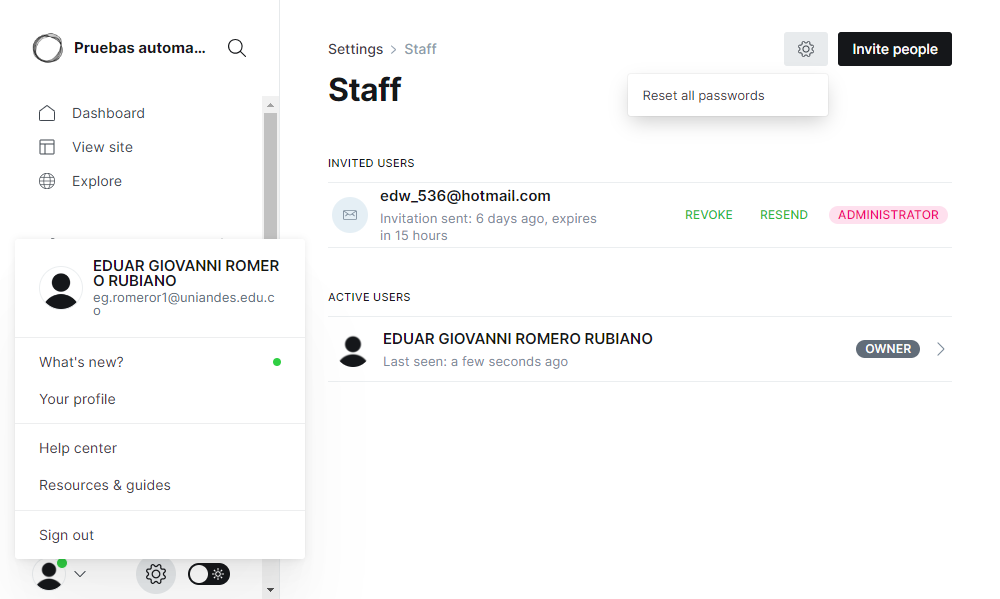 Pruebas automa...
Dashboard
View site
Explore
EDUAR GIOVANNI ROMER
O RUBIANO
eg.romeror1@uniandes.edu.c
o
What's new?
Your profile
Help center
Resources & guides
Sign out
Settings > Staff
Invite people
Staff
Reset all passwords
INVITED USERS
edw_536@hotmail.com
Invitation sent: 6 days ago, expires
in 15 hours
REVOKE RESEND ADMINISTRATOR
ACTIVE USERS
EDUAR GIOVANNI ROMERO RUBIANO
Last seen: a few seconds ago
OWNER